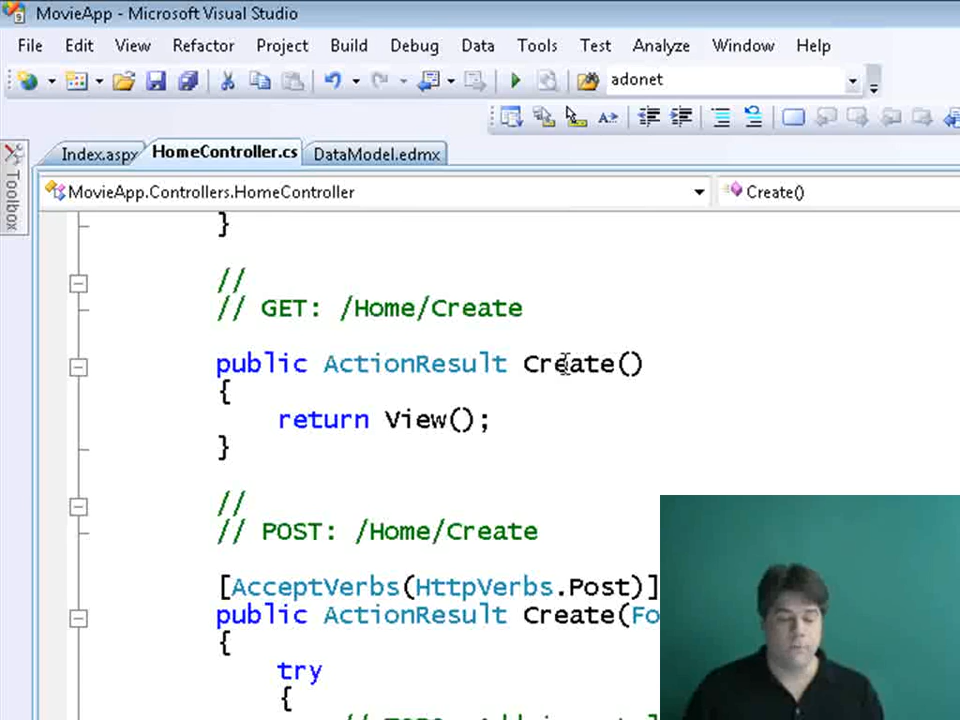 MovieApp - Microsoft Visual Studio
File Edit View Refactor Project Build Debug Data Tools Test Analyze Window Help
adonet
Toolbox
Index.aspx HomeController.cs DataModel.edmx
MovieApp.Controllers.HomeController Create()
}
//
// GET: /Home/Create
public ActionResult Create()
{
return View();
}
//
// POST: /Home/Create
[AcceptVerbs(HttpVerbs.Post)]
public ActionResult Create(Fo
{
try
{